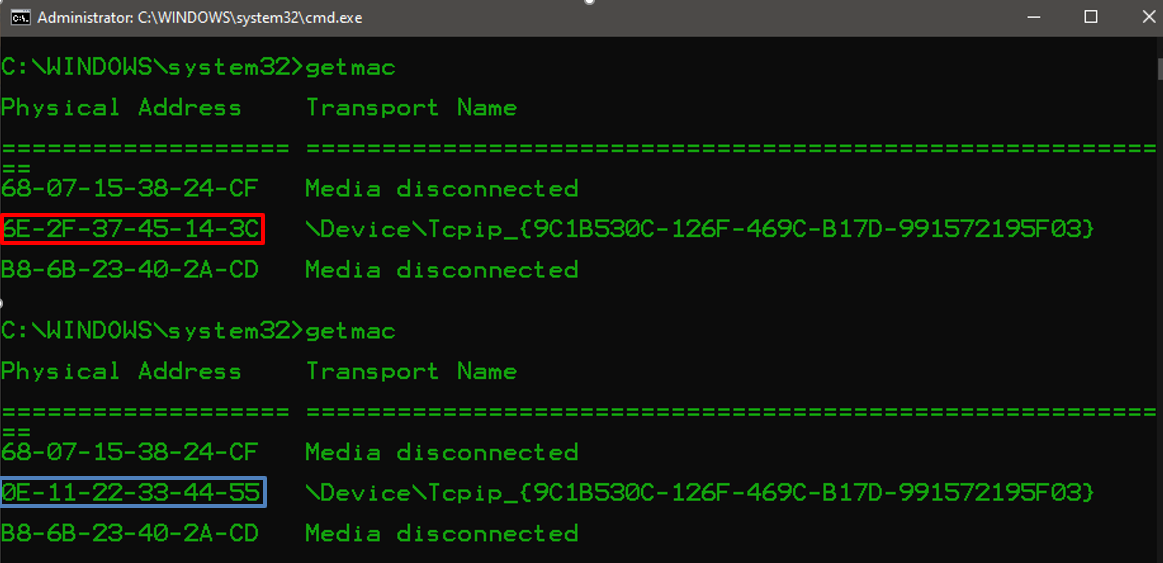 Administrator: C:\WINDOWS\system32\cmd.exe
C:\WINDOWS\system32>getmac
Physical Address    Transport Name
=================== ========================================================
==
68-07-15-38-24-CF   Media disconnected
6E-2F-37-45-14-3C   \Device\Tcpip_{9C1B530C-126F-469C-B17D-991572195F03}
B8-6B-23-40-2A-CD   Media disconnected
C:\WINDOWS\system32>getmac
Physical Address    Transport Name
=================== ========================================================
==
68-07-15-38-24-CF   Media disconnected
0E-11-22-33-44-55   \Device\Tcpip_{9C1B530C-126F-469C-B17D-991572195F03}
B8-6B-23-40-2A-CD   Media disconnected